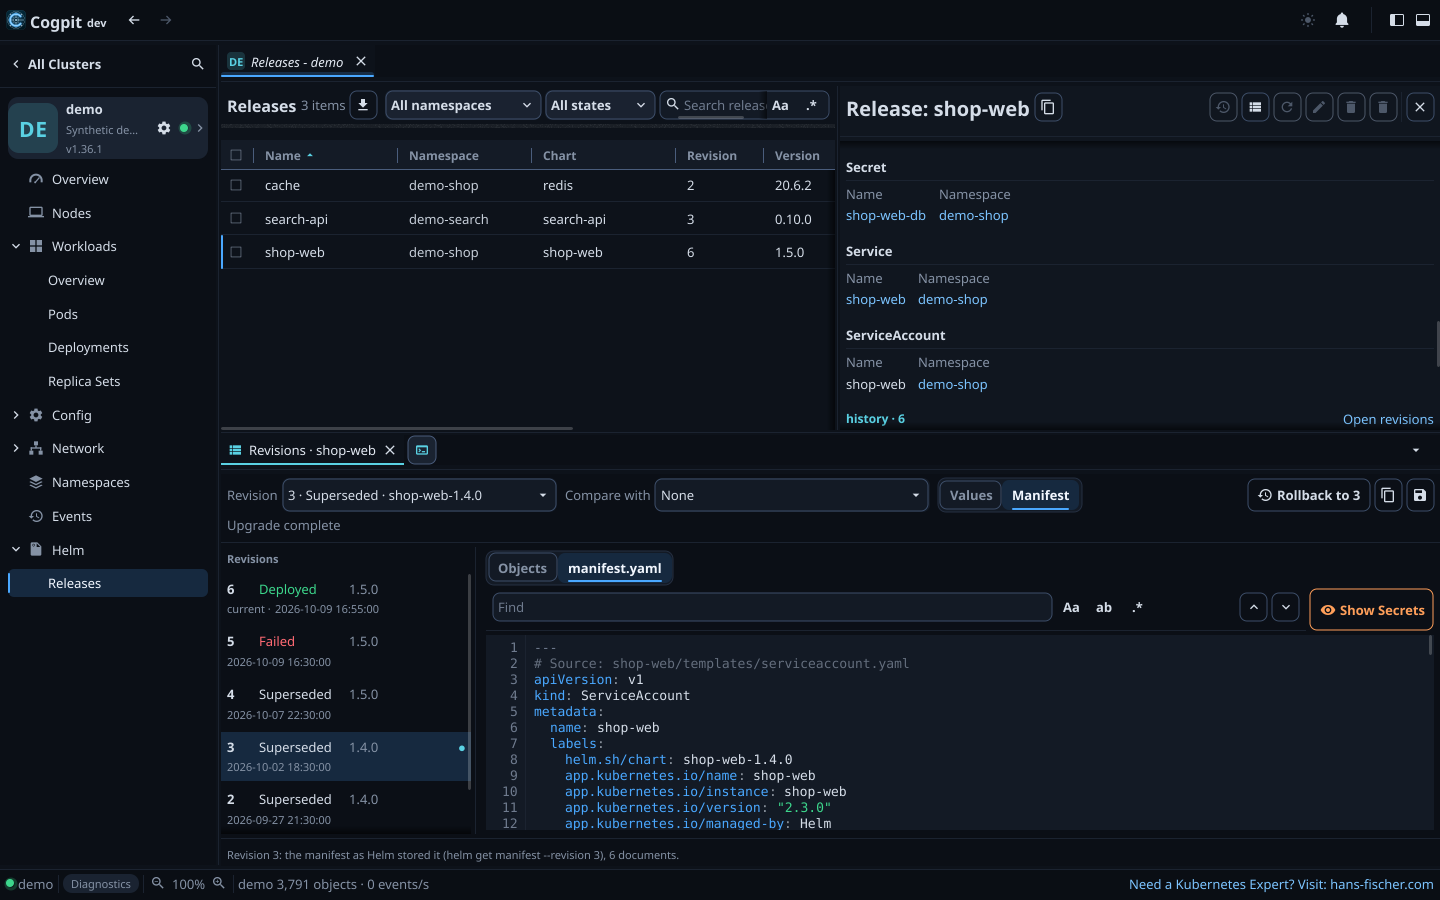 Cogpit dev
All Clusters
DE
demo
Synthetic de...
v1.36.1
Overview
Nodes
Workloads
Overview
Pods
Deployments
Replica Sets
Config
Network
Namespaces
Events
Helm
Releases
DE Releases - demo
Releases 3 items
All namespaces
All states
Search releas
Aa .*
Name Namespace Chart Revision Version
cache demo-shop redis 2 20.6.2
search-api demo-search search-api 3 0.10.0
shop-web demo-shop shop-web 6 1.5.0
Release: shop-web
Secret
Name Namespace
shop-web-db demo-shop
Service
Name Namespace
shop-web demo-shop
ServiceAccount
Name Namespace
shop-web demo-shop
history · 6 Open revisions
Revisions · shop-web
Revision 3 · Superseded · shop-web-1.4.0 Compare with None Values Manifest Rollback to 3
Upgrade complete
Revisions
6 Deployed 1.5.0
current · 2026-10-09 16:55:00
5 Failed 1.5.0
2026-10-09 16:30:00
4 Superseded 1.5.0
2026-10-07 22:30:00
3 Superseded 1.4.0
2026-10-02 18:30:00
2 Superseded 1.4.0
2026-09-27 21:30:00
Objects manifest.yaml
Find Aa ab .* Show Secrets
1 ---
2 # Source: shop-web/templates/serviceaccount.yaml
3 apiVersion: v1
4 kind: ServiceAccount
5 metadata:
6 name: shop-web
7 labels:
8 helm.sh/chart: shop-web-1.4.0
9 app.kubernetes.io/name: shop-web
10 app.kubernetes.io/instance: shop-web
11 app.kubernetes.io/version: "2.3.0"
12 app.kubernetes.io/managed-by: Helm
Revision 3: the manifest as Helm stored it (helm get manifest --revision 3), 6 documents.
demo Diagnostics 100% demo 3,791 objects · 0 events/s
Need a Kubernetes Expert? Visit: hans-fischer.com